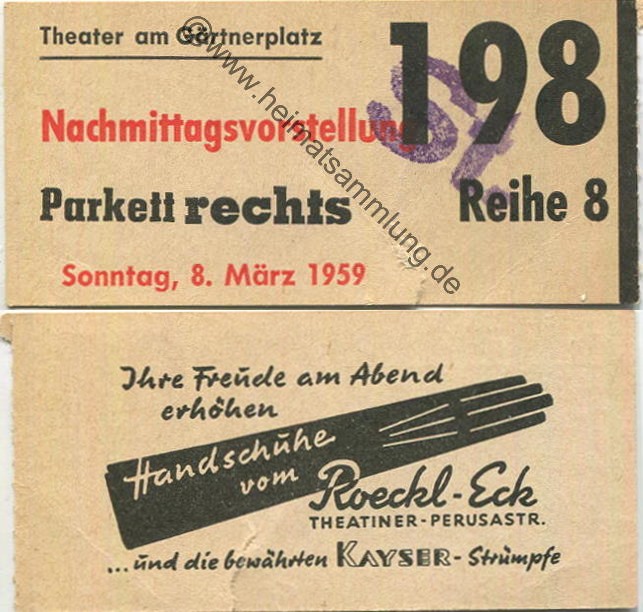 Theater am Gärtnerplatz
198
Nachmittagsvorstellung
St.
Parkett rechts
Reihe 8
Sonntag, 8. März 1959
© www.heimatsammlung.de
Ihre Freude am Abend
erhöhen
Handschuhe
vom Roeckl-Eck
THEATINER-PERUSASTR.
...und die bewährten KAYSER-Strümpfe